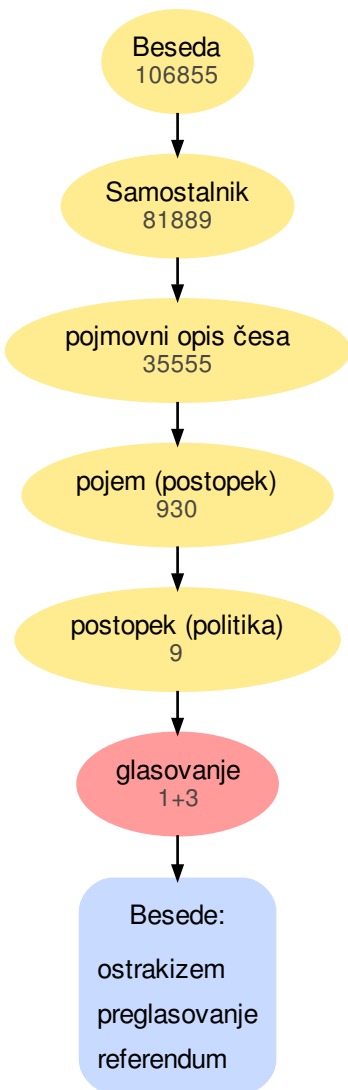 Beseda
106855
Samostalnik
81889
pojmovni opis česa
35555
pojem (postopek)
930
postopek (politika)
9
glasovanje
1+3
Besede:
ostrakizem
preglasovanje
referendum